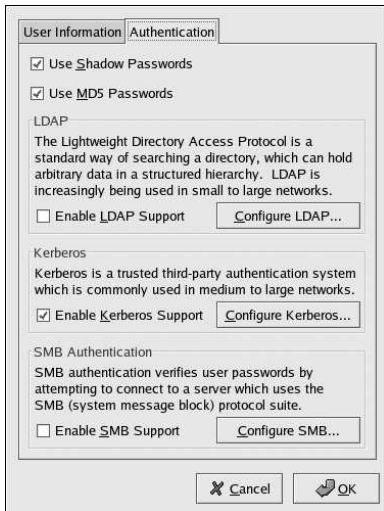 User Information Authentication
Use Shadow Passwords
Use MD5 Passwords
LDAP
The Lightweight Directory Access Protocol is a
standard way of searching a directory, which can hold
arbitrary data in a structured hierarchy. LDAP is
increasingly being used in small to large networks.
Enable LDAP Support Configure LDAP...
Kerberos
Kerberos is a trusted third-party authentication system
which is commonly used in medium to large networks.
Enable Kerberos Support Configure Kerberos...
SMB Authentication
SMB authentication verifies user passwords by
attempting to connect to a server which uses the
SMB (system message block) protocol suite.
Enable SMB Support Configure SMB...
Cancel OK